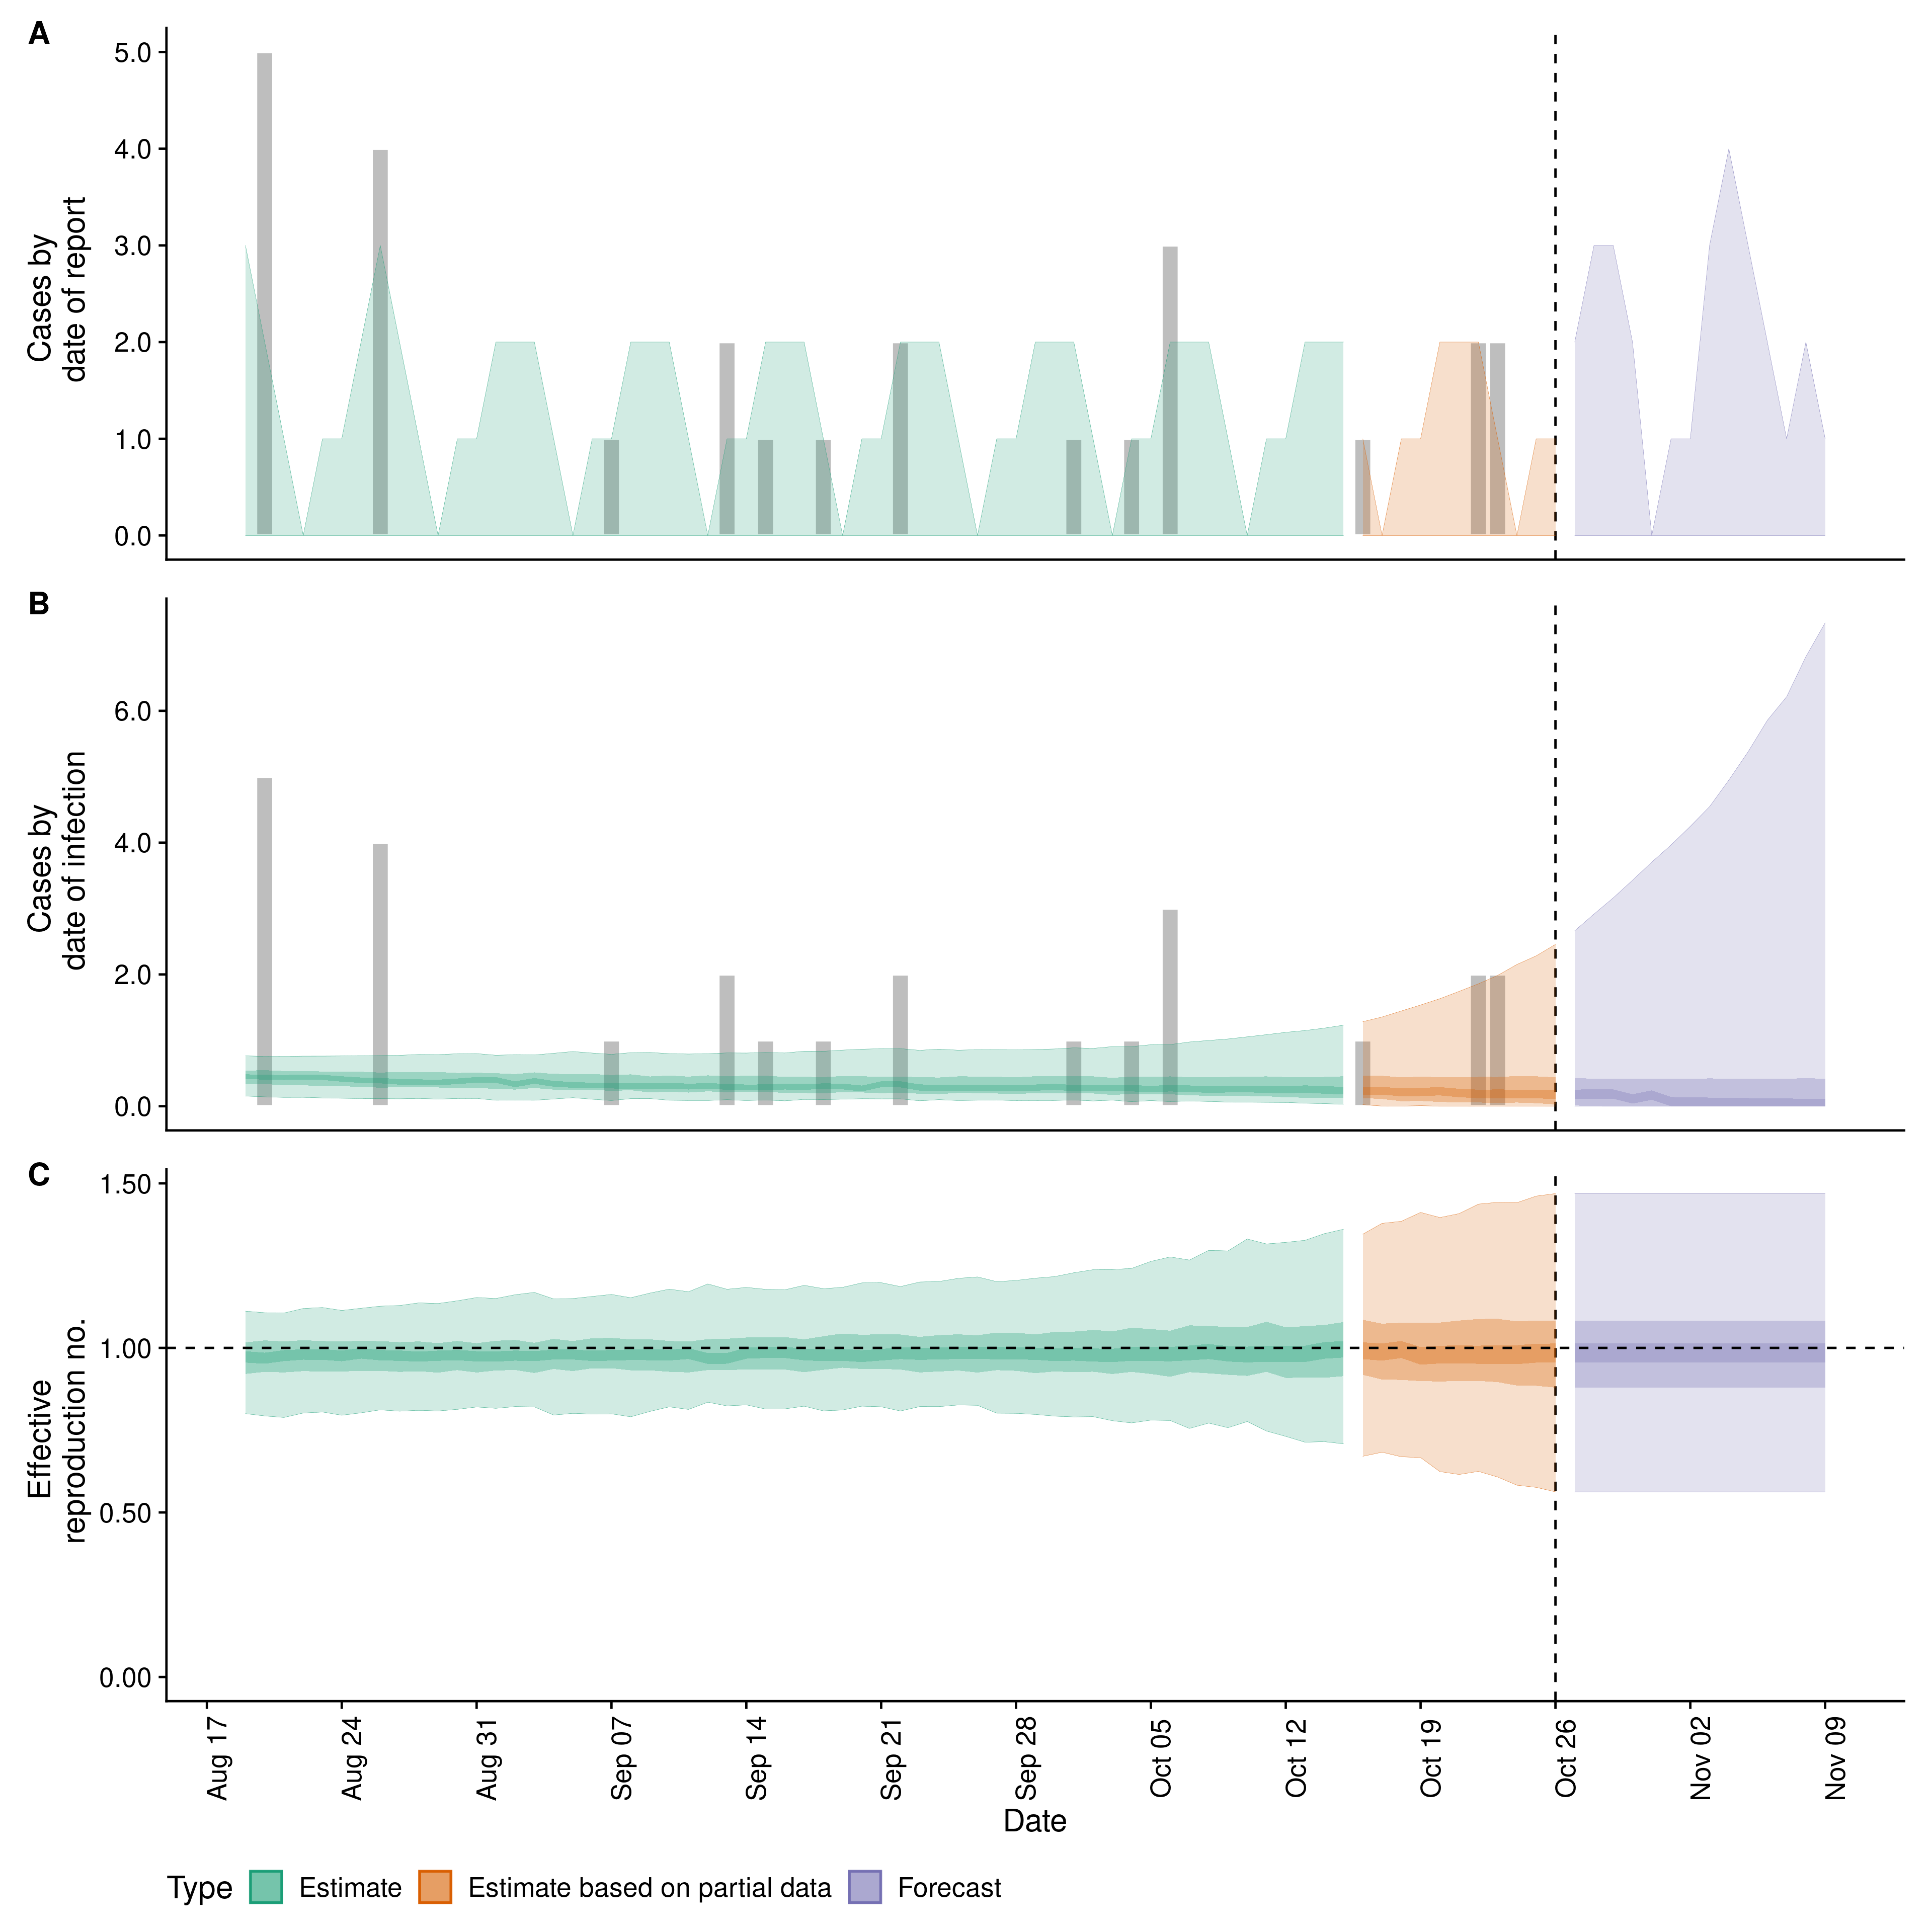 A
Cases by
date of report
5.0
4.0
3.0
2.0
1.0
0.0
B
Cases by
date of infection
6.0
4.0
2.0
0.0
C
Effective
reproduction no.
1.50
1.00
0.50
0.00
Aug 17
Aug 24
Aug 31
Sep 07
Sep 14
Sep 21
Sep 28
Oct 05
Oct 12
Oct 19
Oct 26
Nov 02
Nov 09
Date
Type Estimate Estimate based on partial data Forecast